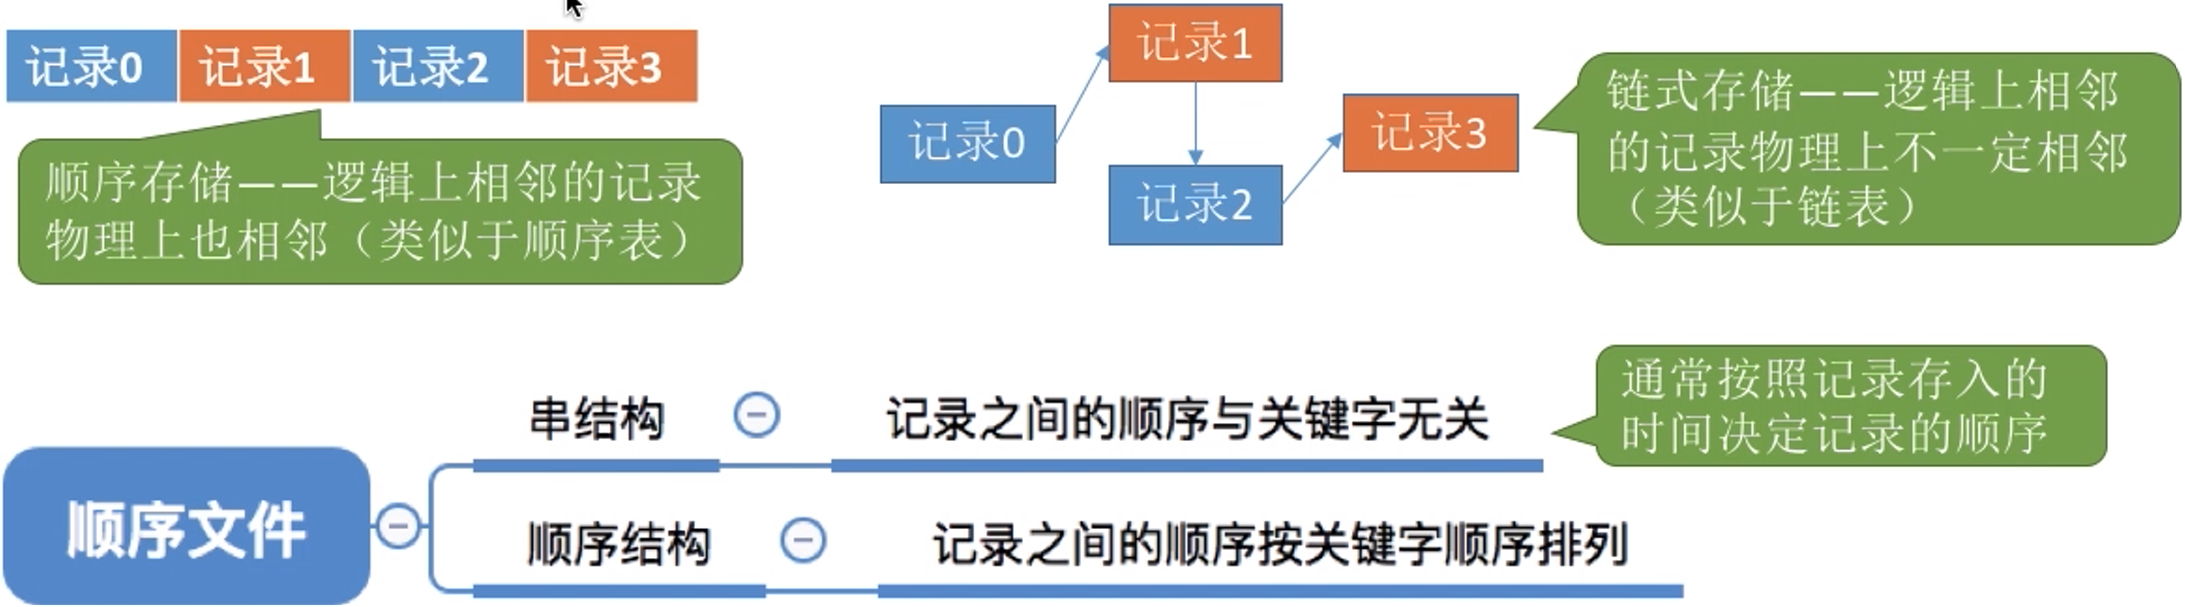 记录0 记录1 记录2 记录3
顺序存储——逻辑上相邻的记录
物理上也相邻（类似于顺序表）
记录0
记录1
记录2
记录3
链式存储——逻辑上相邻
的记录物理上不一定相邻
（类似于链表）
顺序文件
串结构
记录之间的顺序与关键字无关
通常按照记录存入的
时间决定记录的顺序
顺序结构
记录之间的顺序按关键字顺序排列